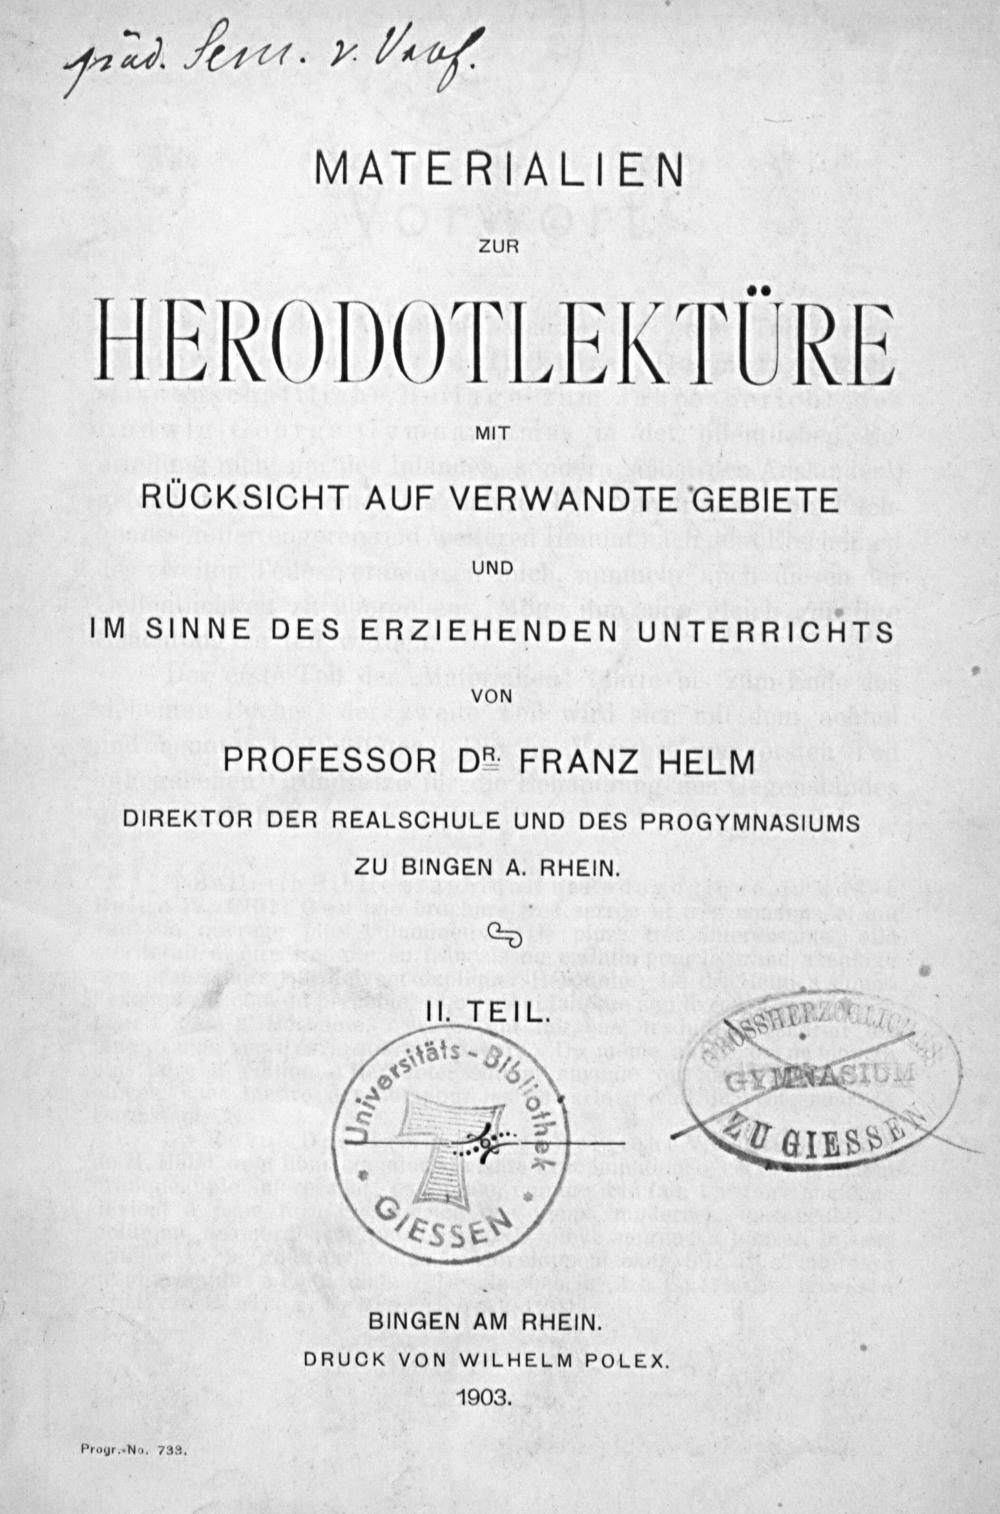 präd. Sem. v.
MATERIALIEN
ZUR
HERODOTLEKTÜRE
MIT
RÜCKSICHT AUF VERWANDTE GEBIETE
UND
IM SINNE DES ERZIEHENDEN UNTERRICHTS
VON
PROFESSOR DR. FRANZ HELM
DIREKTOR DER REALSCHULE UND DES PROGYMNASIUMS
ZU BINGEN A. RHEIN.
II. TEIL.
Universitäts-Bibliothek
GIESSEN
GROSSHERZOGLICHES
GYMNASIUM
ZU GIESSEN
BINGEN AM RHEIN.
DRUCK VON WILHELM POLEX.
1903.
Progr.-No. 733.